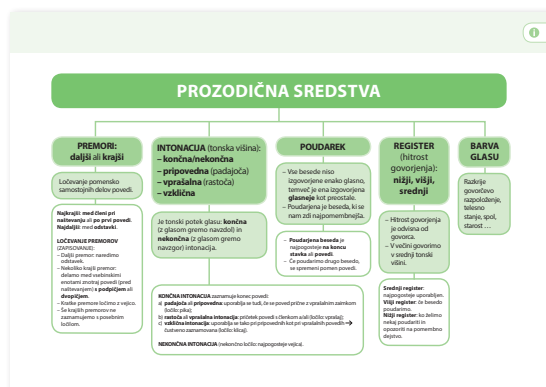 PROZODIČNA SREDSTVA
PREMORI:
daljši ali krajši
Ločevanje pomensko
samostojnih delov povedi.
Najkrajši: med členi pri
naštevanju ali po prvi povedi.
Najdaljši: med odstavki.
LOČEVANJE PREMOROV
(ZAPISOVANJE):
– Daljši premor: naredimo
odstavek.
– Nekoliko krajši premor:
delamo med vsebinskimi
enotami znotraj povedi (pred
naštevanjem) s podpičjem ali
dvopičjem.
– Kratke premore ločimo z vejico.
– Še krajših premorov ne
zaznamujemo s posebnim
ločilom.
INTONACIJA (tonska višina):
– končna/nekončna
– pripovedna (padajoča)
– vprašalna (rastoča)
– vzklična
Je tonski potek glasu: končna
(z glasom gremo navzdol) in
nekončna (z glasom gremo
navzgor) intonacija.
KONČNA INTONACIJA zaznamuje konec povedi:
a) padajoča ali pripovedna: uporablja se tudi, če se poved prične z vprašalnim zaimkom
(ločilo: pika);
b) rastoča ali vprašalna intonacija: pričetek povedi s členkom a/ali (ločilo: vprašaj);
c) vzklična intonacija: uporablja se tako pri pripovednih kot pri vprašalnih povedih →
čustveno zaznamovana (ločilo: klicaj).
NEKONČNA INTONACIJA (nekončno ločilo: najpogosteje vejica).
POUDAREK
– Vse besede niso
izgovorjene enako glasno,
temveč je ena izgovorjena
glasneje kot preostale.
– Poudarjena je beseda, ki se
nam zdi najpomembnejša.
– Poudarjena beseda je
najpogosteje na koncu
stavka ali povedi.
– Če poudarimo drugo besedo,
se spremeni pomen povedi.
REGISTER
(hitrost
govorjenja):
nižji, višji,
srednji
– Hitrost govorjenja
je odvisna od
govorca.
– V večini govorimo
v srednji tonski
višini.
Srednji register:
najpogosteje uporabljen.
Višji register: če besedo
poudarimo.
Nižji register: ko želimo
nekaj poudariti in
opozoriti na pomembno
dejstvo.
BARVA
GLASU
Razkrije
govorčevo
razpoloženje,
telesno
stanje, spol,
starost …